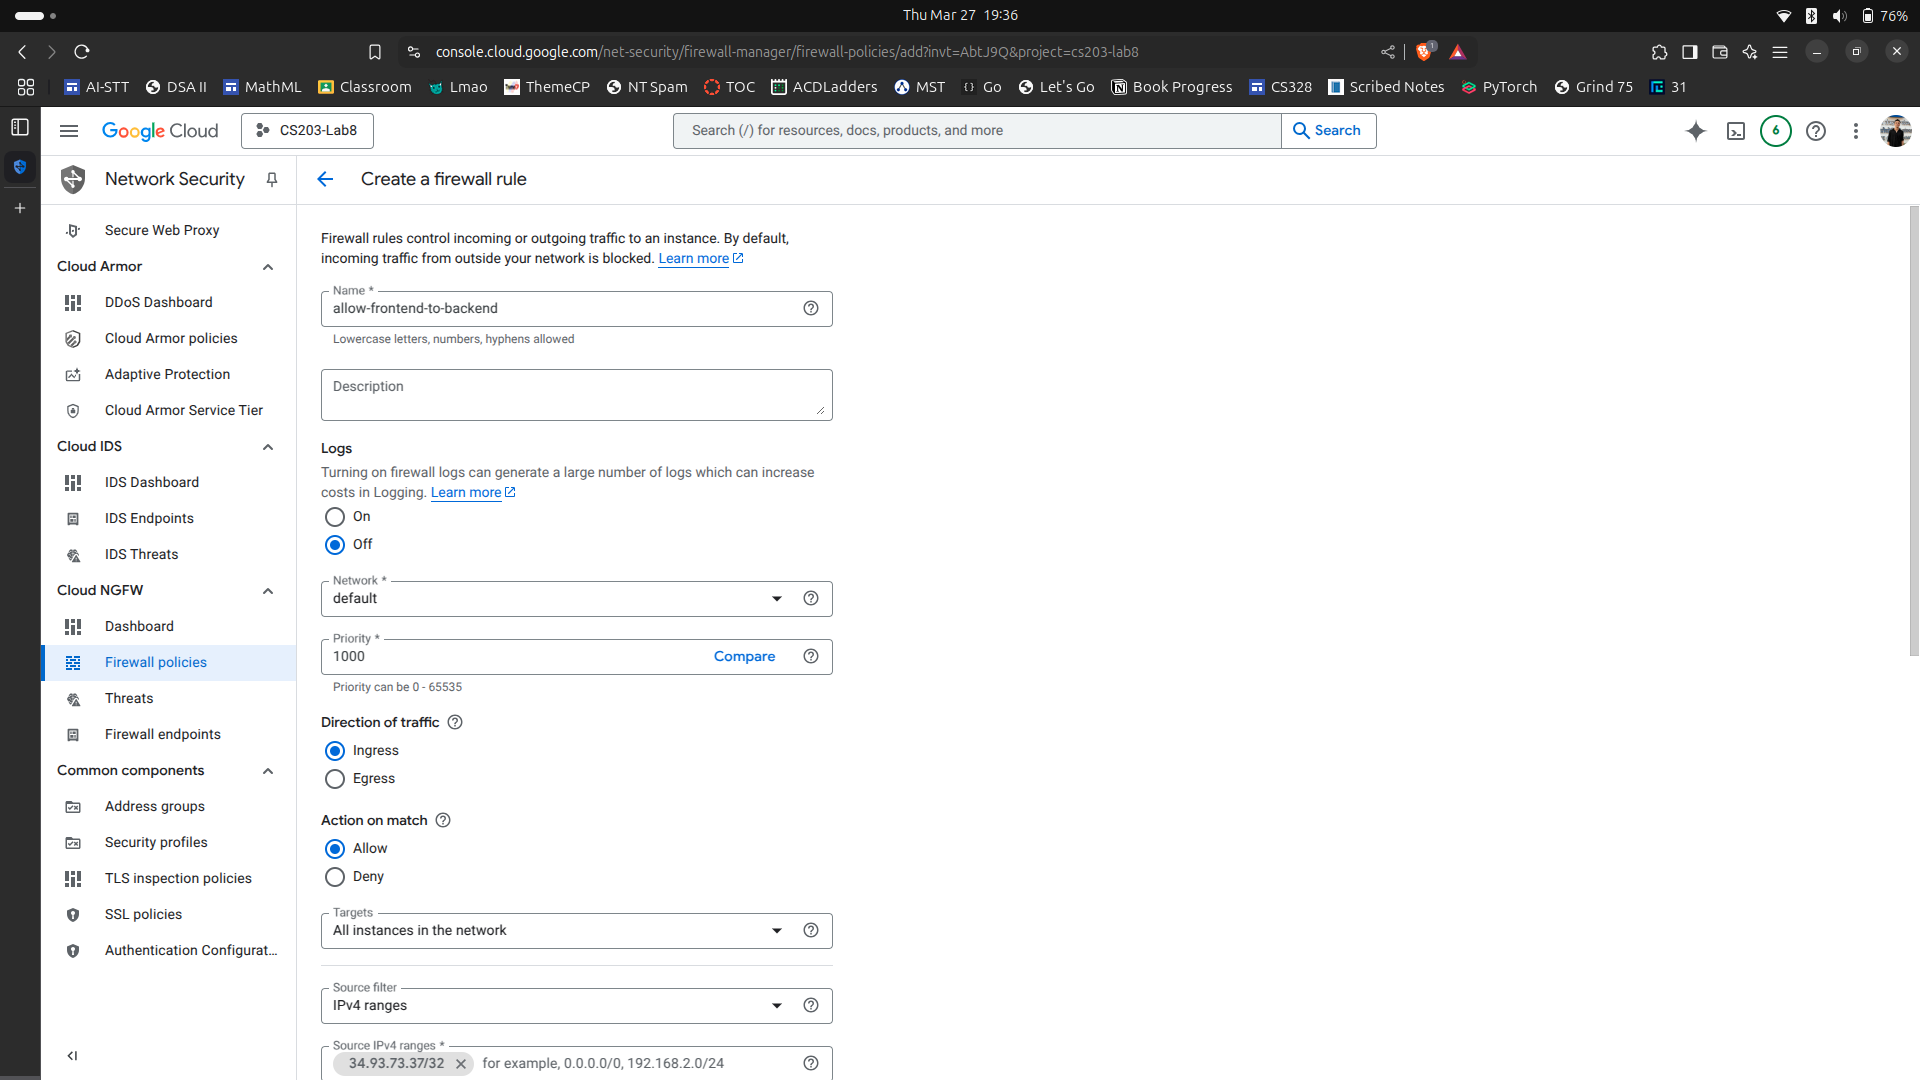 Thu Mar 27 19:36
76%
console.cloud.google.com/net-security/firewall-manager/firewall-policies/add?invt=AbtJ9Q&project=cs203-lab8
1
AI-STT
DSA II
MathML
Classroom
Lmao
ThemeCP
NT Spam
TOC
ACDLadders
MST
Go
Let's Go
Book Progress
CS328
Scribed Notes
PyTorch
Grind 75
31
Google Cloud
CS203-Lab8
Search (/) for resources, docs, products, and more
Search
6
Network Security
Create a firewall rule
Secure Web Proxy
Cloud Armor
DDoS Dashboard
Cloud Armor policies
Adaptive Protection
Cloud Armor Service Tier
Cloud IDS
IDS Dashboard
IDS Endpoints
IDS Threats
Cloud NGFW
Dashboard
Firewall policies
Threats
Firewall endpoints
Common components
Address groups
Security profiles
TLS inspection policies
SSL policies
Authentication Configurat...
Firewall rules control incoming or outgoing traffic to an instance. By default,
incoming traffic from outside your network is blocked. Learn more
Name *
allow-frontend-to-backend
Lowercase letters, numbers, hyphens allowed
Description
Logs
Turning on firewall logs can generate a large number of logs which can increase
costs in Logging. Learn more
On
Off
Network *
default
Priority *
1000
Compare
Priority can be 0 - 65535
Direction of traffic
Ingress
Egress
Action on match
Allow
Deny
Targets
All instances in the network
Source filter
IPv4 ranges
Source IPv4 ranges *
34.93.73.37/32
for example, 0.0.0.0/0, 192.168.2.0/24